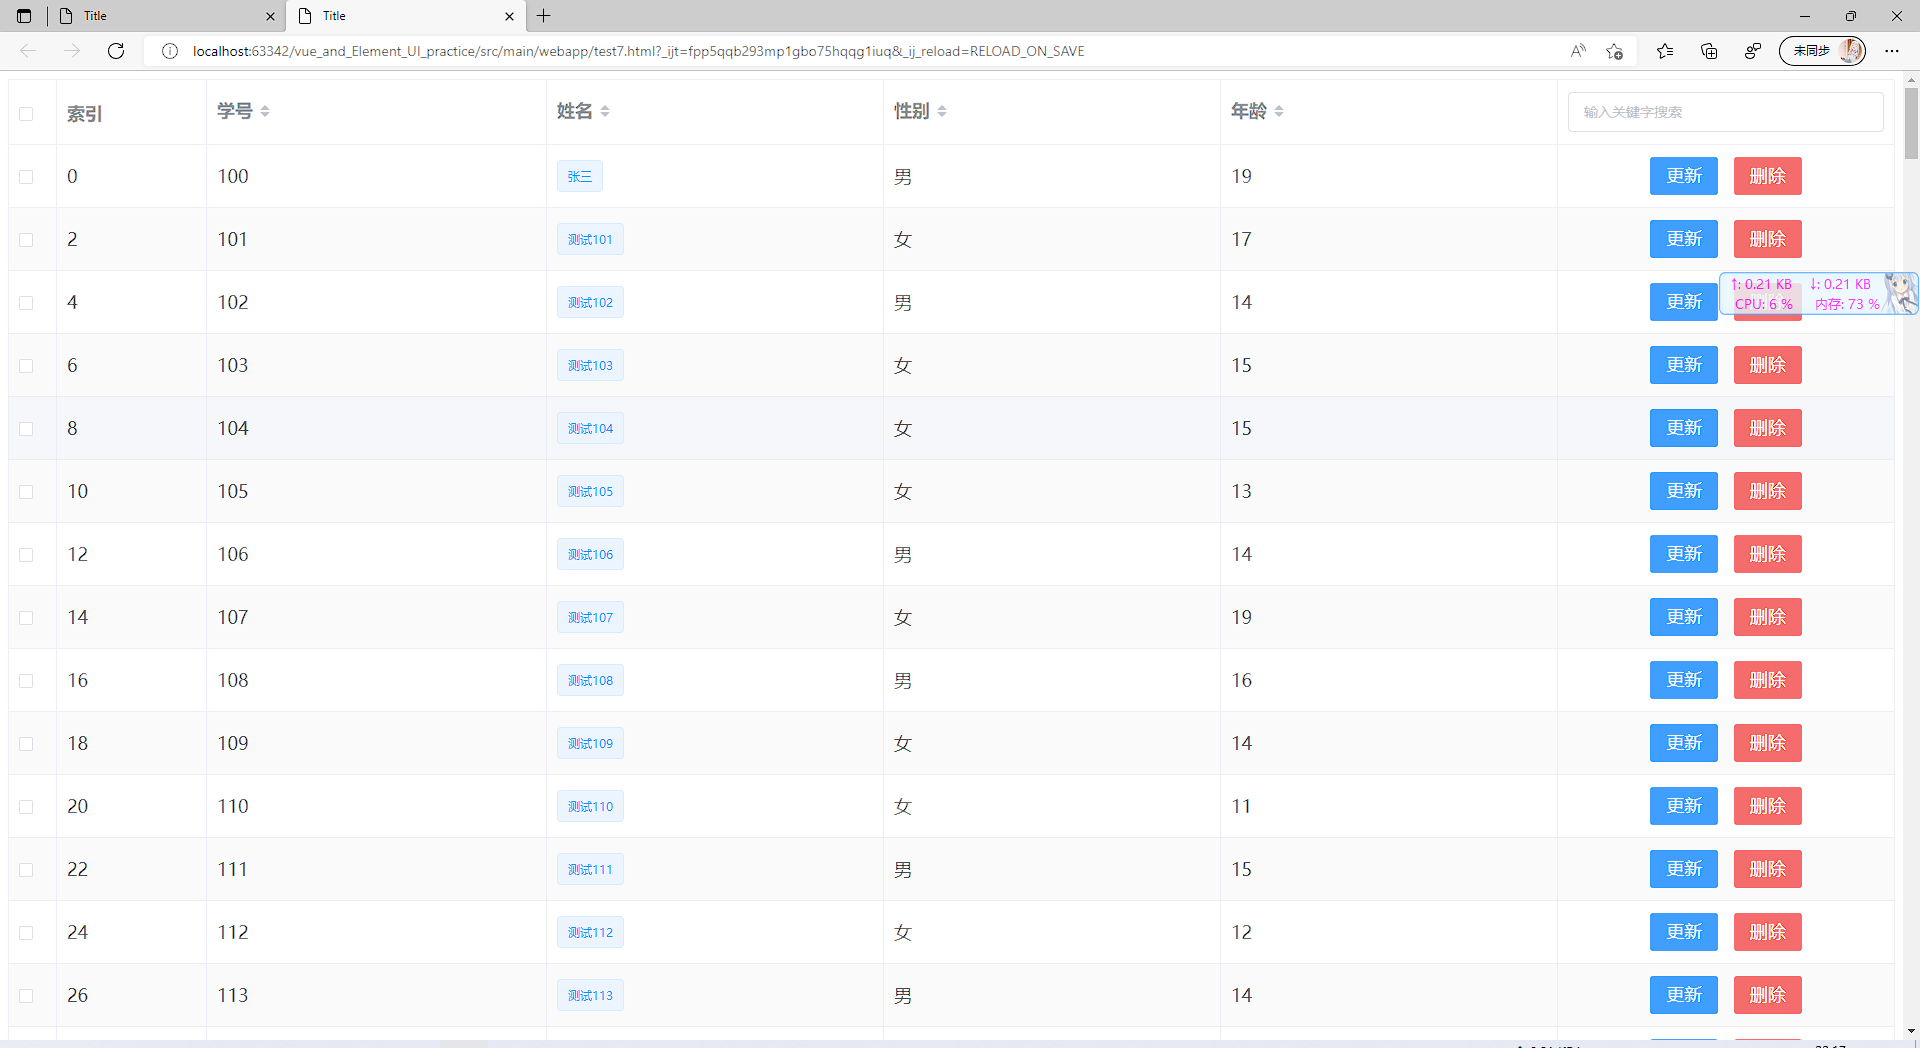 Title
Title
localhost:63342/vue_and_Element_UI_practice/src/main/webapp/test7.html?_ijt=fpp5qqb293mp1gbo75hqqg1iuq&_ij_reload=RELOAD_ON_SAVE
未同步
索引 学号 姓名 性别 年龄 输入关键字搜索
0 100 张三 男 19 更新 删除
2 101 测试101 女 17 更新 删除
4 102 测试102 男 14 更新
↑: 0.21 KB ↓: 0.21 KB
CPU: 6 % 内存: 73 %
6 103 测试103 女 15 更新 删除
8 104 测试104 女 15 更新 删除
10 105 测试105 女 13 更新 删除
12 106 测试106 男 14 更新 删除
14 107 测试107 女 19 更新 删除
16 108 测试108 男 16 更新 删除
18 109 测试109 女 14 更新 删除
20 110 测试110 女 11 更新 删除
22 111 测试111 男 15 更新 删除
24 112 测试112 女 12 更新 删除
26 113 测试113 男 14 更新 删除